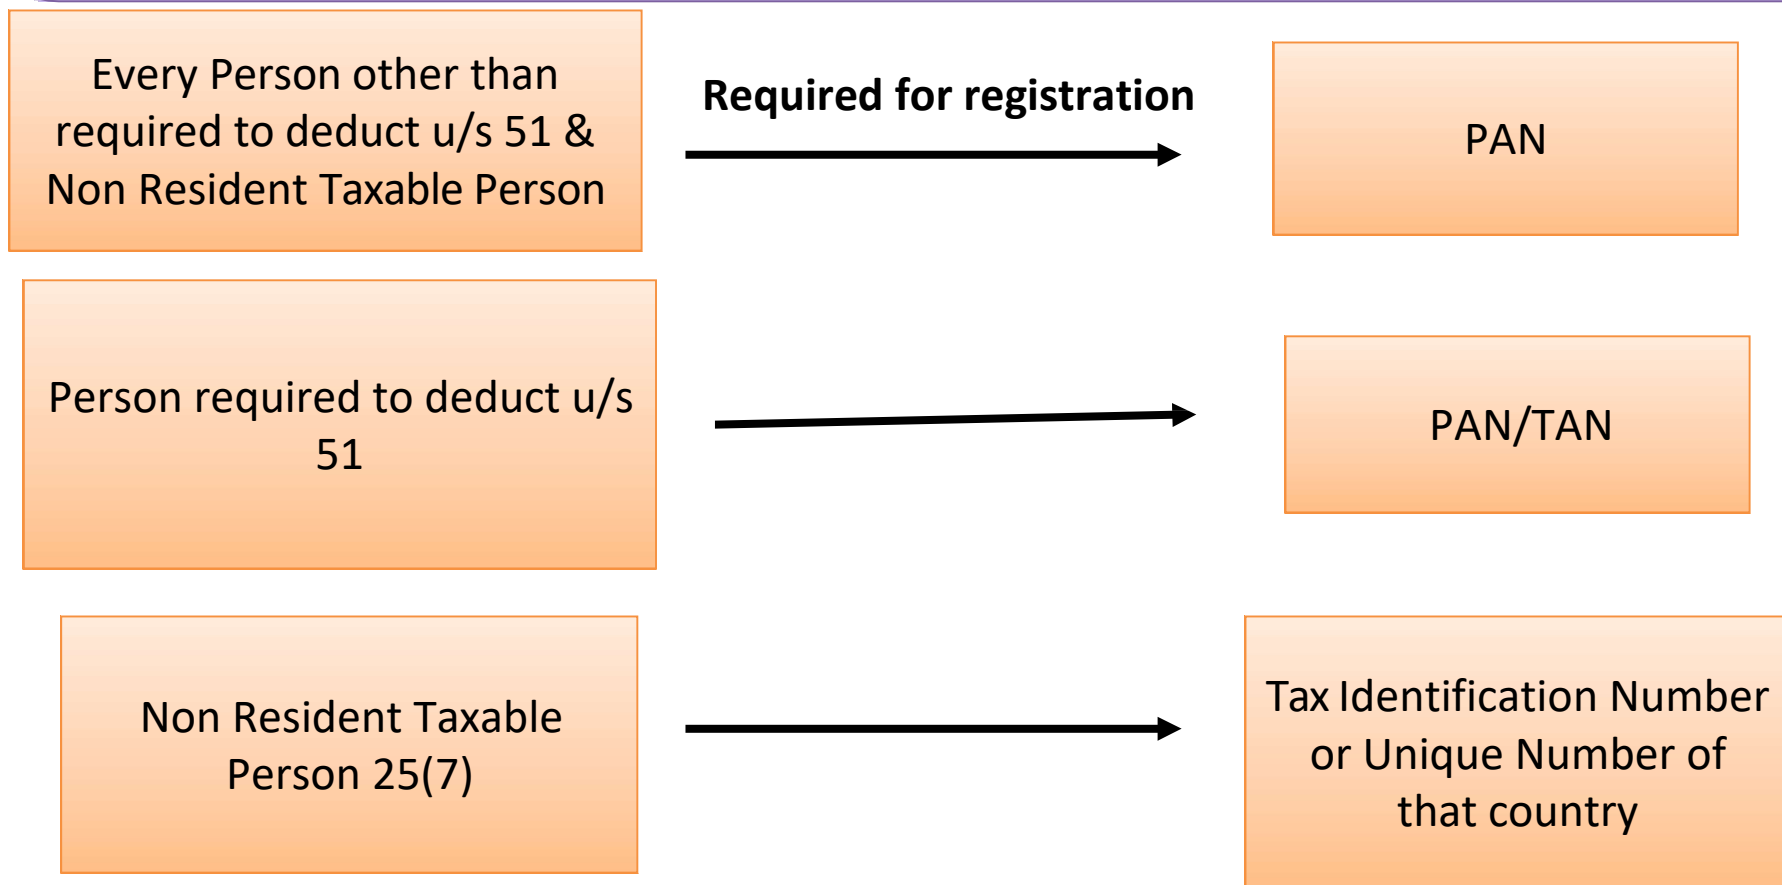 Every Person other than
required to deduct u/s 51 &
Non Resident Taxable Person
Required for registration
PAN
Person required to deduct u/s
51
PAN/TAN
Non Resident Taxable
Person 25(7)
Tax Identification Number
or Unique Number of
that country